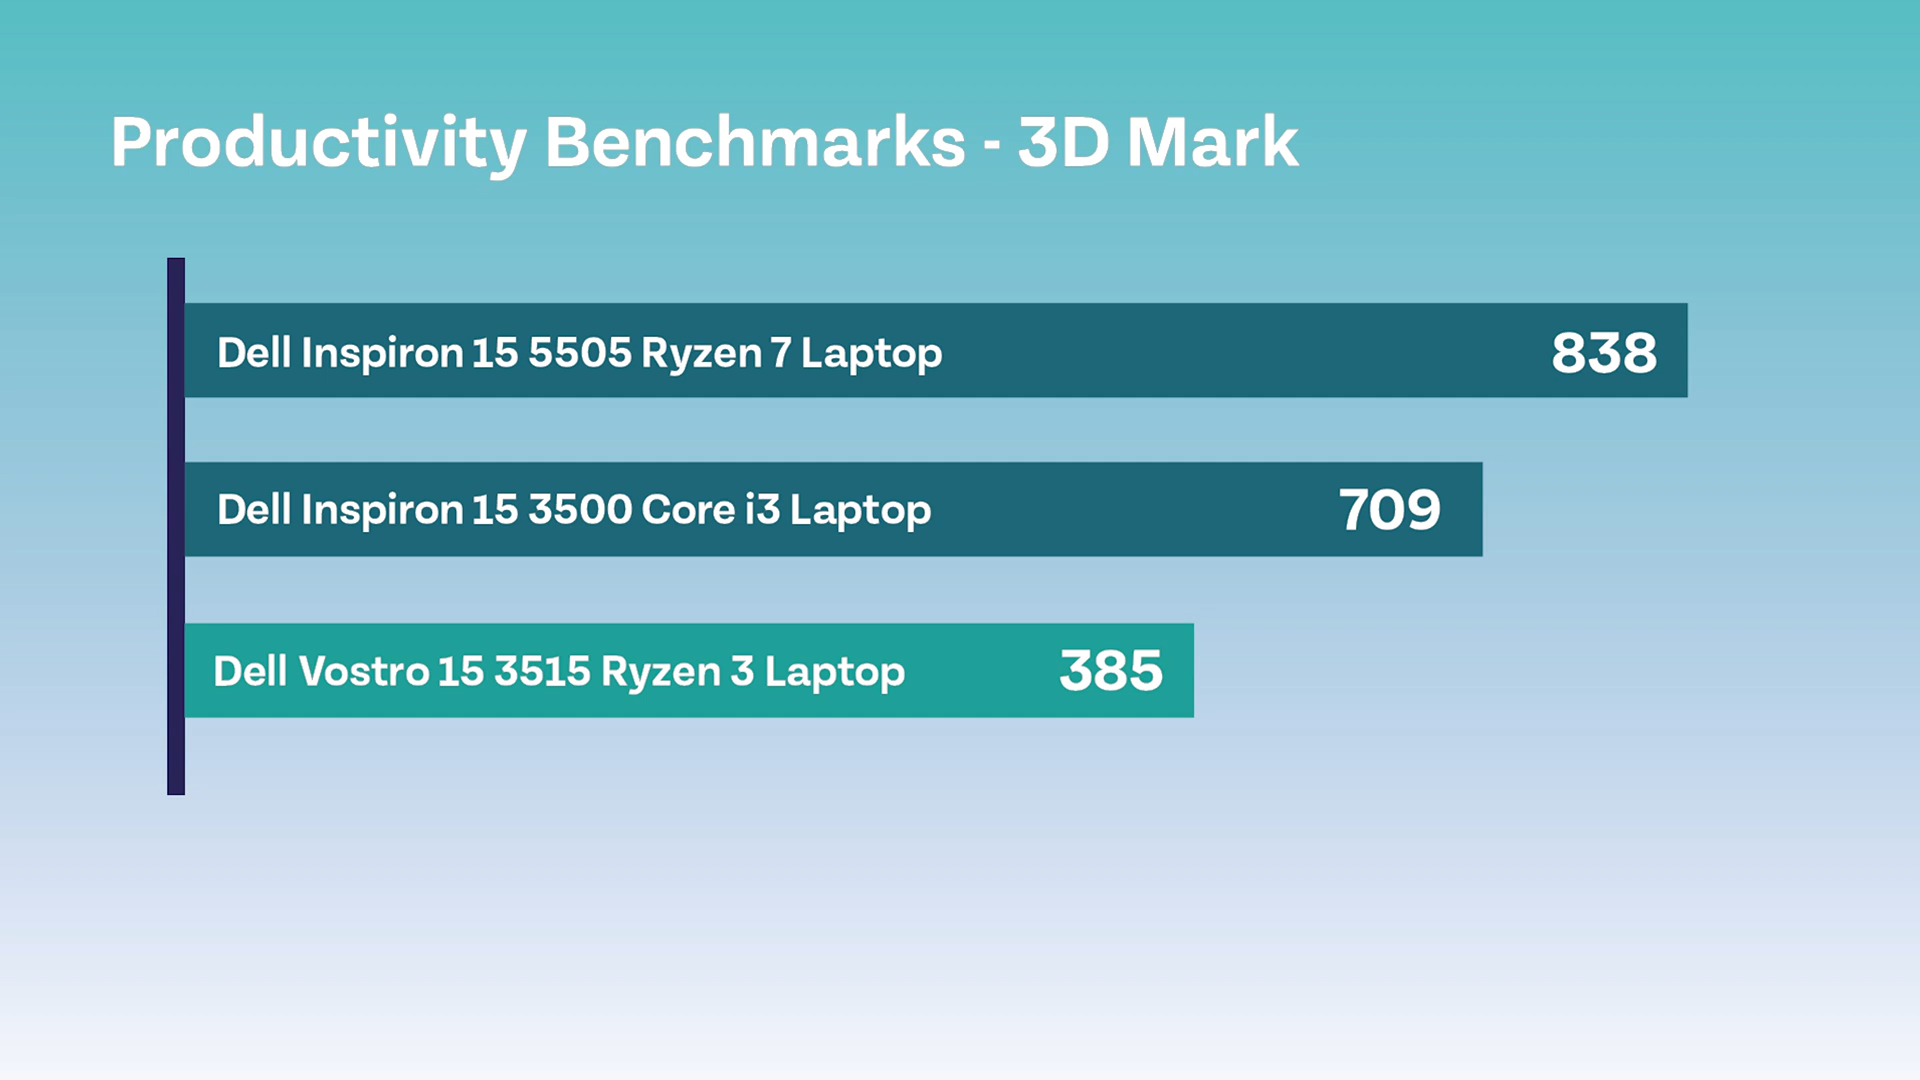 Productivity Benchmarks - 3D Mark
Dell Inspiron 15 5505 Ryzen 7 Laptop 838
Dell Inspiron 15 3500 Core i3 Laptop 709
Dell Vostro 15 3515 Ryzen 3 Laptop 385